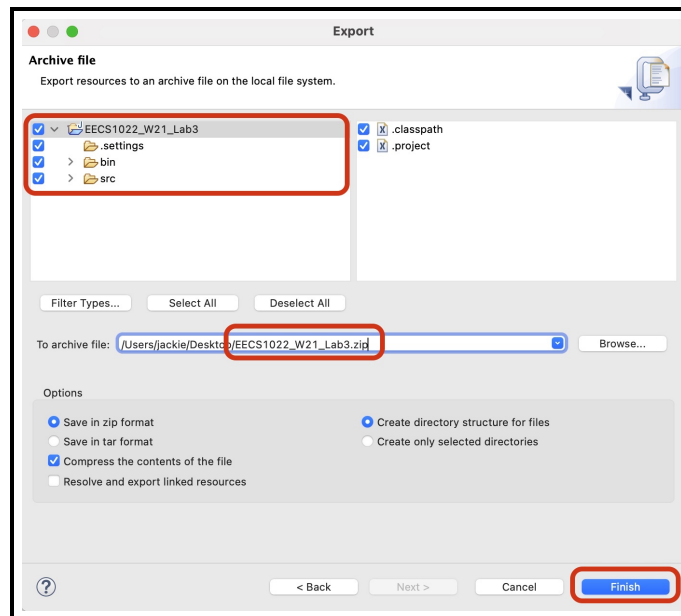 Export
Archive file
Export resources to an archive file on the local file system.
EECS1022_W21_Lab3
.settings
bin
src
.classpath
.project
Filter Types...
Select All
Deselect All
To archive file:
/Users/jackie/Desktop/EECS1022_W21_Lab3.zip
Browse...
Options
Save in zip format
Save in tar format
Compress the contents of the file
Resolve and export linked resources
Create directory structure for files
Create only selected directories
?
< Back
Next >
Cancel
Finish